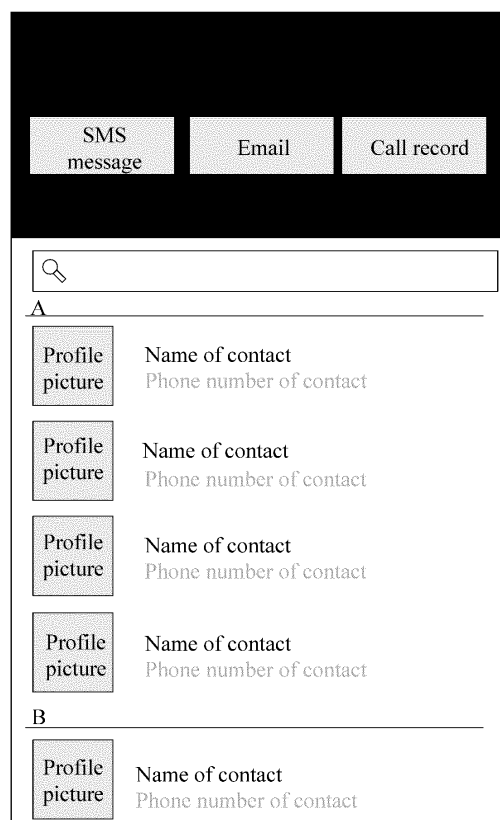 SMS
message
Email
Call record
A
Profile
picture
Name of contact
Phone number of contact
Profile
picture
Name of contact
Phone number of contact
Profile
picture
Name of contact
Phone number of contact
Profile
picture
Name of contact
Phone number of contact
B
Profile
picture
Name of contact
Phone number of contact